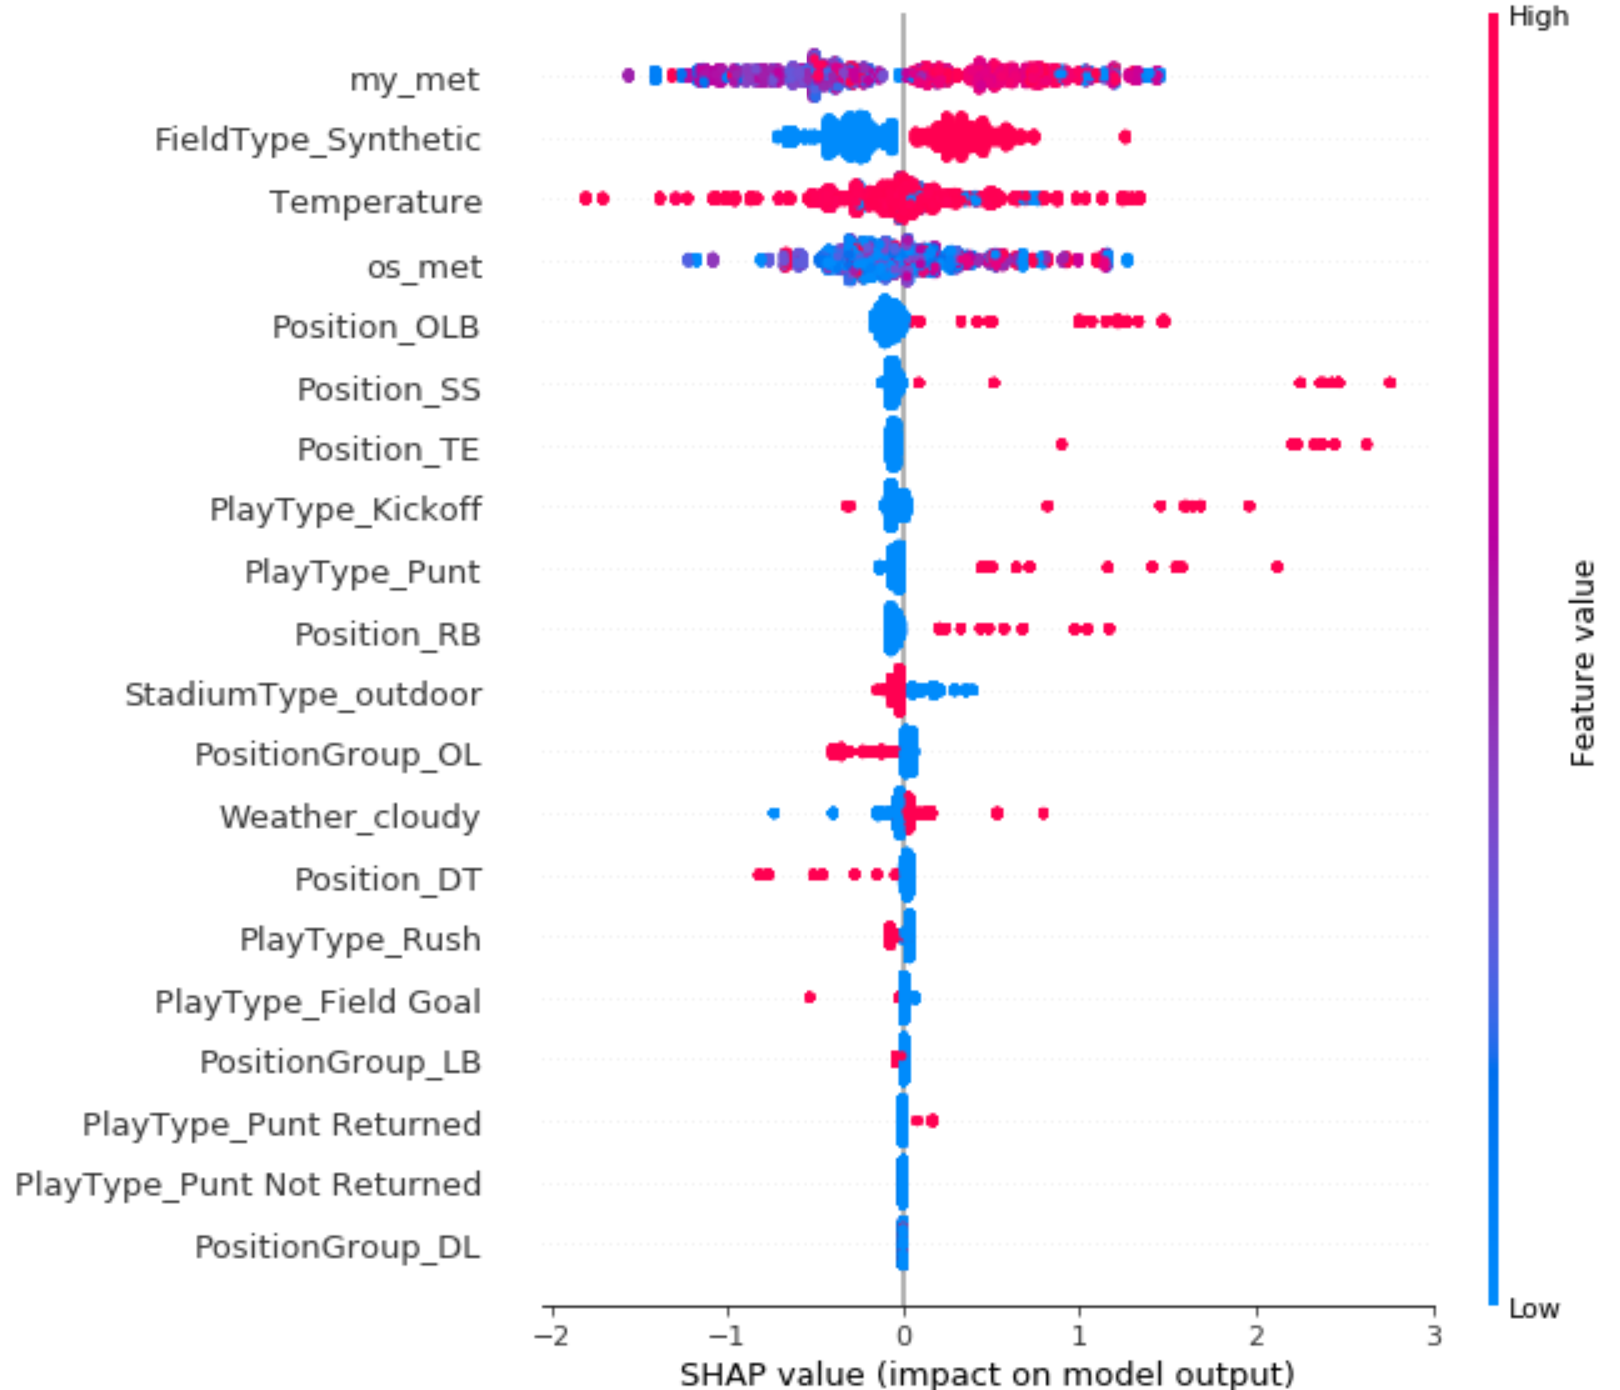 High
my_met
FieldType_Synthetic
Temperature
os_met
Position_OLB
Position_SS
Position_TE
PlayType_Kickoff
PlayType_Punt
Position_RB
StadiumType_outdoor
PositionGroup_OL
Weather_cloudy
Position_DT
PlayType_Rush
PlayType_Field Goal
PositionGroup_LB
PlayType_Punt Returned
PlayType_Punt Not Returned
PositionGroup_DL
Feature value
Low
−2 −1 0 1 2 3
SHAP value (impact on model output)